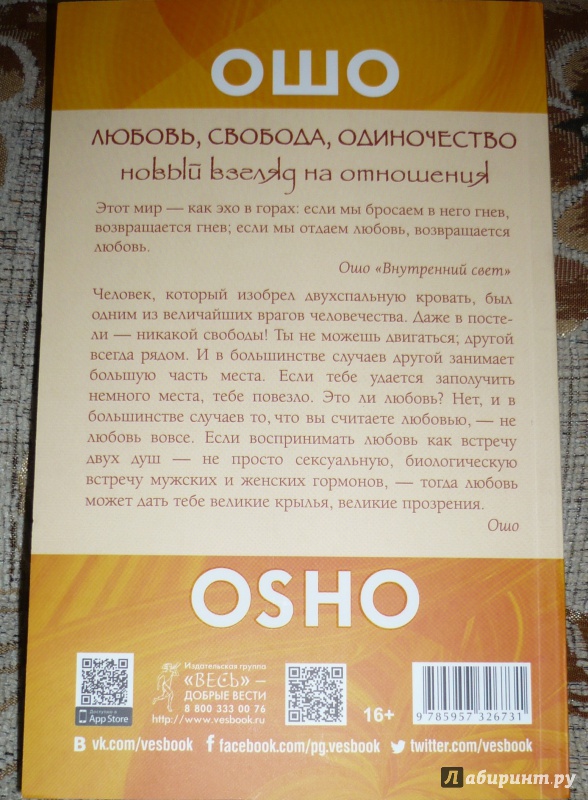 ОШО
ЛЮБОВЬ, СВОБОДА, ОДИНОЧЕСТВО
новый взгляд на отношения
Этот мир — как эхо в горах: если мы бросаем в него гнев,
возвращается гнев; если мы отдаем любовь, возвращается
любовь.
Ошо «Внутренний свет»
Человек, который изобрел двухспальную кровать, был
одним из величайших врагов человечества. Даже в посте-
ли — никакой свободы! Ты не можешь двигаться; другой
всегда рядом. И в большинстве случаев другой занимает
большую часть места. Если тебе удается заполучить
немного места, тебе повезло. Это ли любовь? Нет, и в
большинстве случаев то, что вы считаете любовью, — не
любовь вовсе. Если воспринимать любовь как встречу
двух душ — не просто сексуальную, биологическую
встречу мужских и женских гормонов, — тогда любовь
может дать тебе великие крылья, великие прозрения.
Ошо
OSHO
Издательская группа
«ВЕСЬ» —
ДОБРЫЕ ВЕСТИ
8 800 333 00 76
http://www.vesbook.ru
Доступно в
App Store
16+
9 785957 326731
B vk.com/vesbook f facebook.com/pg.vesbook twitter.com/vesbook
Лабиринт.ру